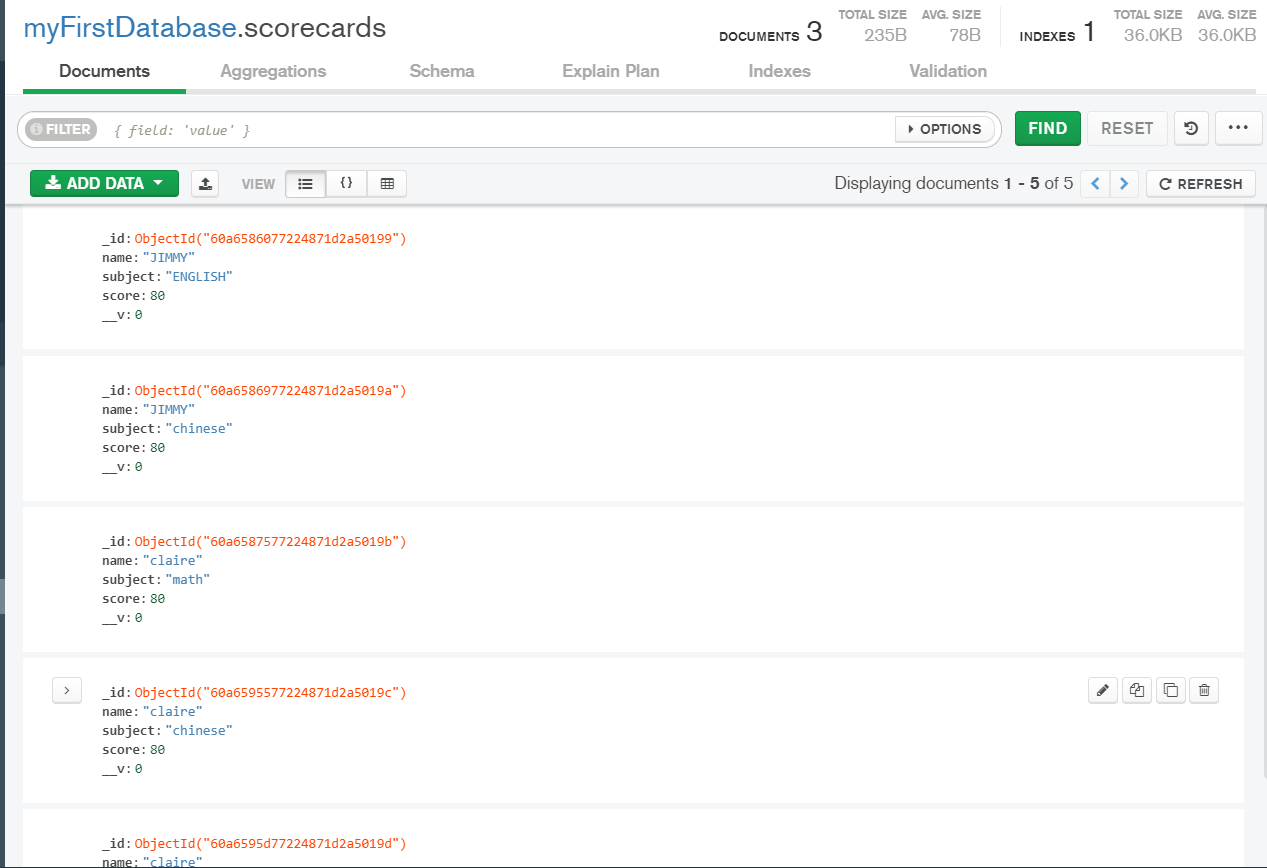 myFirstDatabase.scorecards
DOCUMENTS 3 TOTAL SIZE 235B AVG. SIZE 78B INDEXES 1 TOTAL SIZE 36.0KB AVG. SIZE 36.0KB
Documents Aggregations Schema Explain Plan Indexes Validation
FILTER { field: 'value' } OPTIONS FIND RESET
ADD DATA VIEW { } Displaying documents 1 - 5 of 5 REFRESH
_id: ObjectId("60a6586077224871d2a50199")
name: "JIMMY"
subject: "ENGLISH"
score: 80
__v: 0
_id: ObjectId("60a6586977224871d2a5019a")
name: "JIMMY"
subject: "chinese"
score: 80
__v: 0
_id: ObjectId("60a6587577224871d2a5019b")
name: "claire"
subject: "math"
score: 80
__v: 0
_id: ObjectId("60a6595577224871d2a5019c")
name: "claire"
subject: "chinese"
score: 80
__v: 0
_id: ObjectId("60a6595d77224871d2a5019d")
name: "claire"